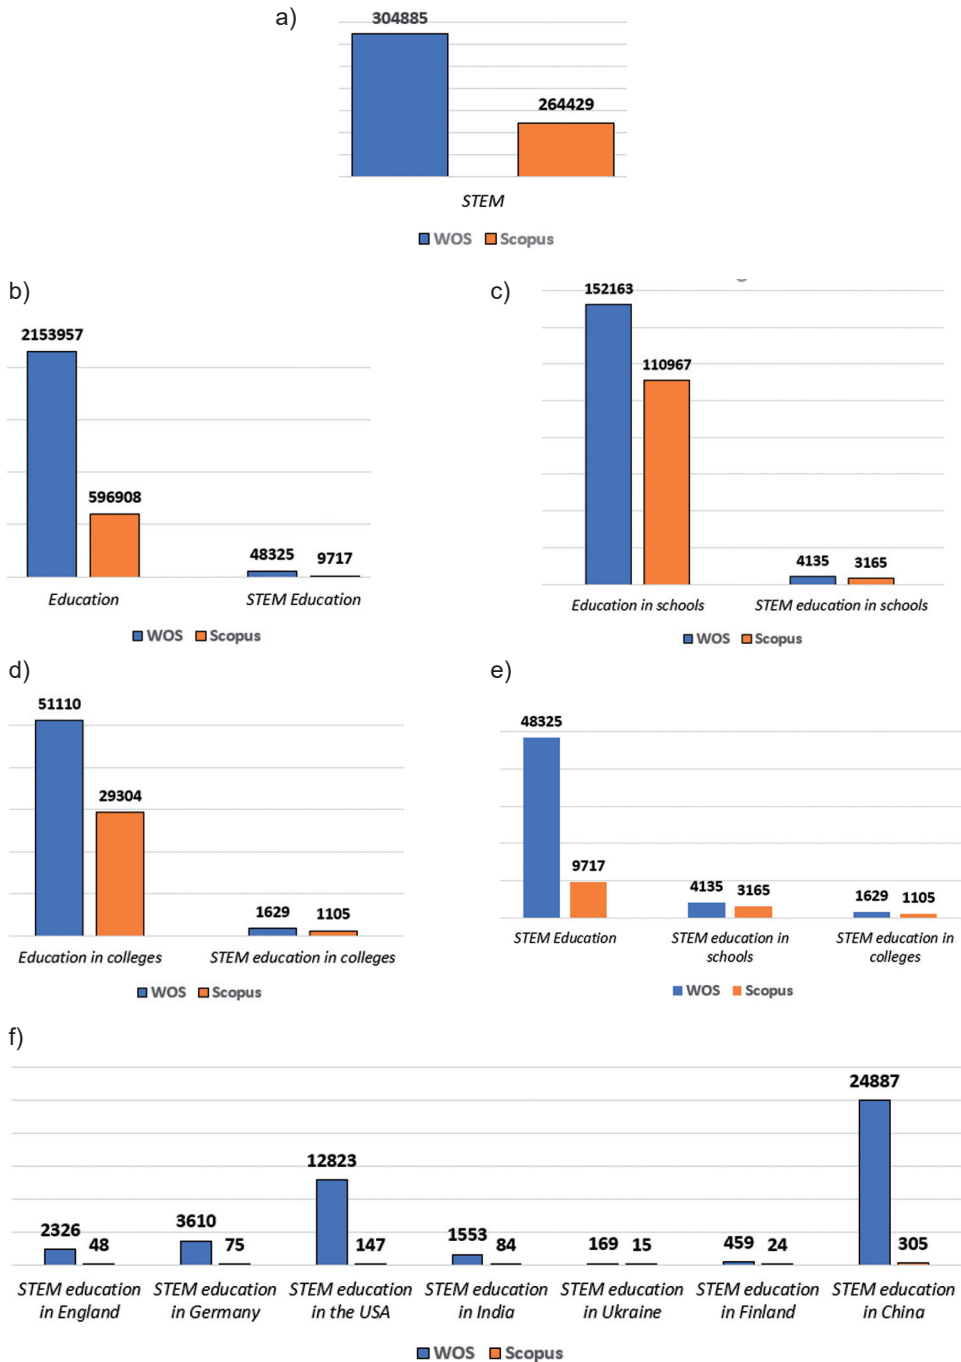 a)
304885
264429
STEM
WOS Scopus
b)
2153957
596908
48325
9717
Education STEM Education
WOS Scopus
c)
152163
110967
4135 3165
Education in schools STEM education in schools
WOS Scopus
d)
51110
29304
1629 1105
Education in colleges STEM education in colleges
WOS Scopus
e)
48325
9717
4135 3165 1629 1105
STEM Education STEM education in schools STEM education in colleges
WOS Scopus
f)
24887
12823
2326 48 3610 75 147 1553 84 169 15 459 24 305
STEM education in England STEM education in Germany STEM education in the USA STEM education in India STEM education in Ukraine STEM education in Finland STEM education in China
WOS Scopus